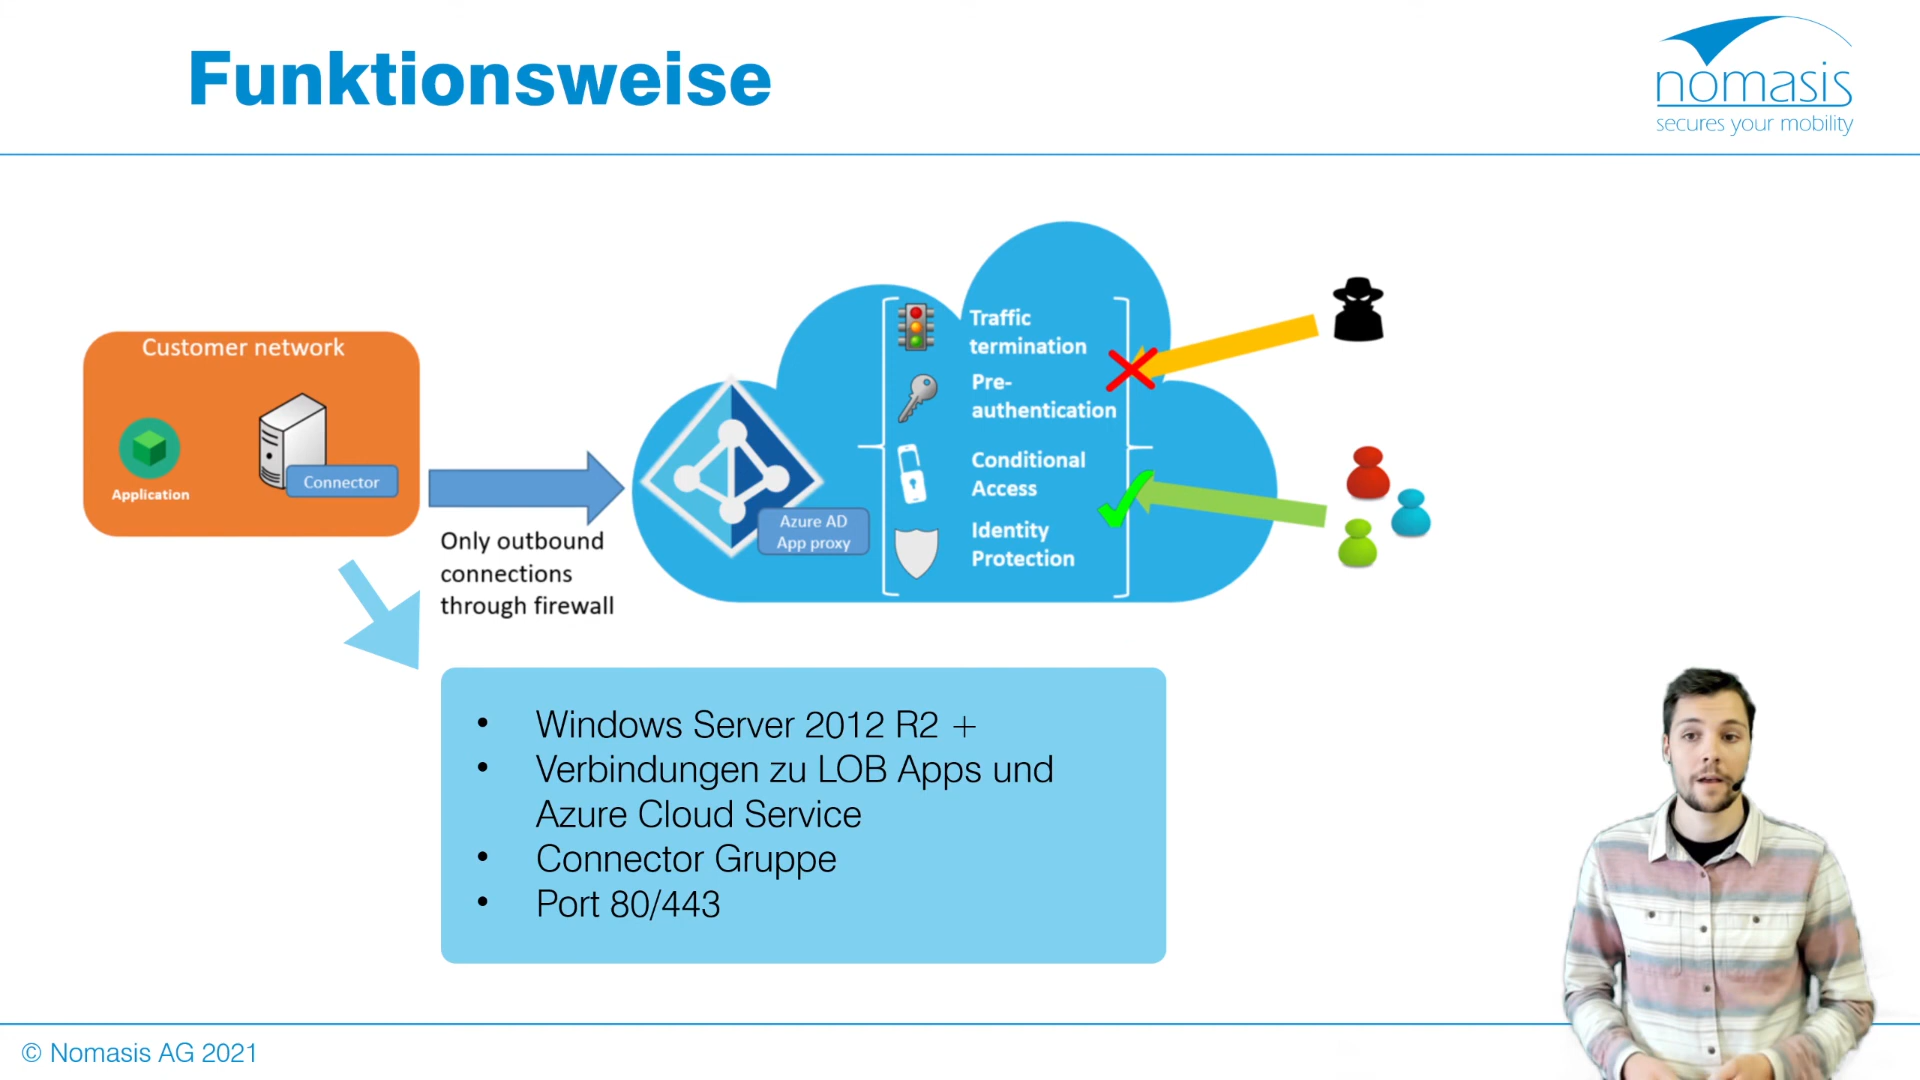 Funktionsweise
nomasis
secures your mobility
Customer network
Application
Connector
Only outbound
connections
through firewall
Azure AD
App proxy
Traffic
termination
Pre-
authentication
Conditional
Access
Identity
Protection
• Windows Server 2012 R2 +
• Verbindungen zu LOB Apps und
Azure Cloud Service
• Connector Gruppe
• Port 80/443
© Nomasis AG 2021